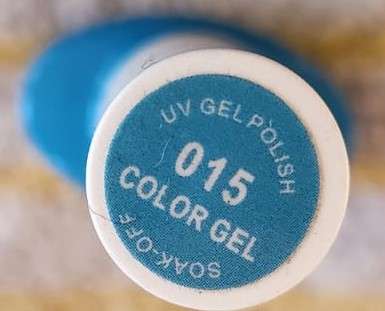 UV GEL POLISH
015
COLOR GEL
SOAK-OFF